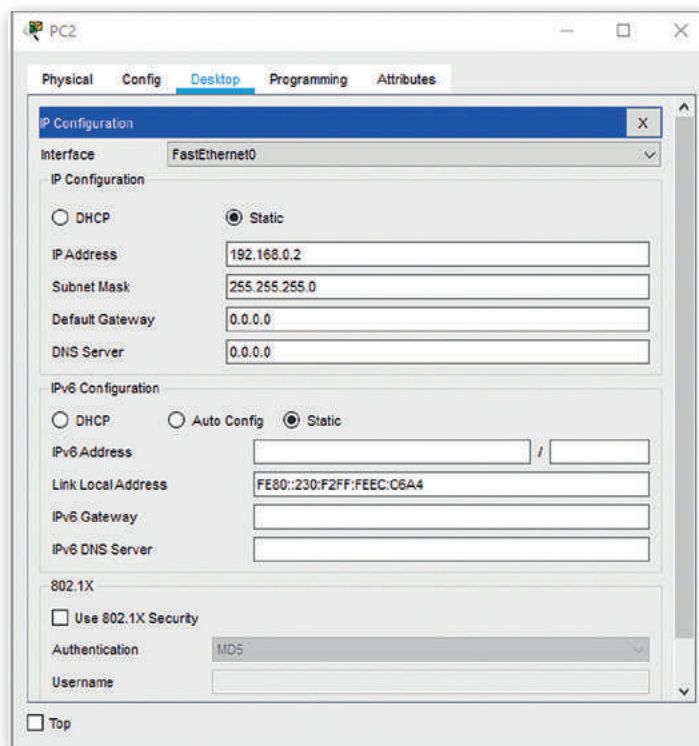 PC2
Physical Config Desktop Programming Attributes
IP Configuration X
Interface FastEthernet0
IP Configuration
DHCP Static
IP Address 192.168.0.2
Subnet Mask 255.255.255.0
Default Gateway 0.0.0.0
DNS Server 0.0.0.0
IPv6 Configuration
DHCP Auto Config Static
IPv6 Address /
Link Local Address FE80::230:F2FF:FEEC:C6A4
IPv6 Gateway
IPv6 DNS Server
802.1X
Use 802.1X Security
Authentication MD5
Username
Top